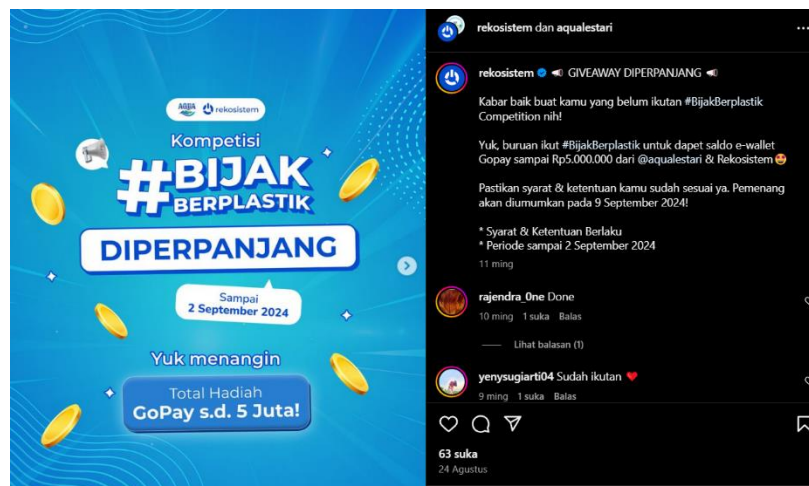 AQUA rekosistem
Kompetisi
#BIJAK
BERPLASTIK
DIPERPANJANG
Sampai
2 September 2024
Yuk menangin
Total Hadiah
GoPay s.d. 5 Juta!
rekosistem dan aqualestari
rekosistem GIVEAWAY DIPERPANJANG
Kabar baik buat kamu yang belum ikutan #BijakBerplastik
Competition nih!
Yuk, buruan ikut #BijakBerplastik untuk dapet saldo e-wallet
Gopay sampai Rp5.000.000 dari @aqualestari & Rekosistem
Pastikan syarat & ketentuan kamu sudah sesuai ya. Pemenang
akan diumumkan pada 9 September 2024!
* Syarat & Ketentuan Berlaku
* Periode sampai 2 September 2024
11 ming
rajendra_0ne Done
10 ming 1 suka Balas
Lihat balasan (1)
yenysugiarti04 Sudah ikutan
9 ming 1 suka Balas
63 suka
24 Agustus